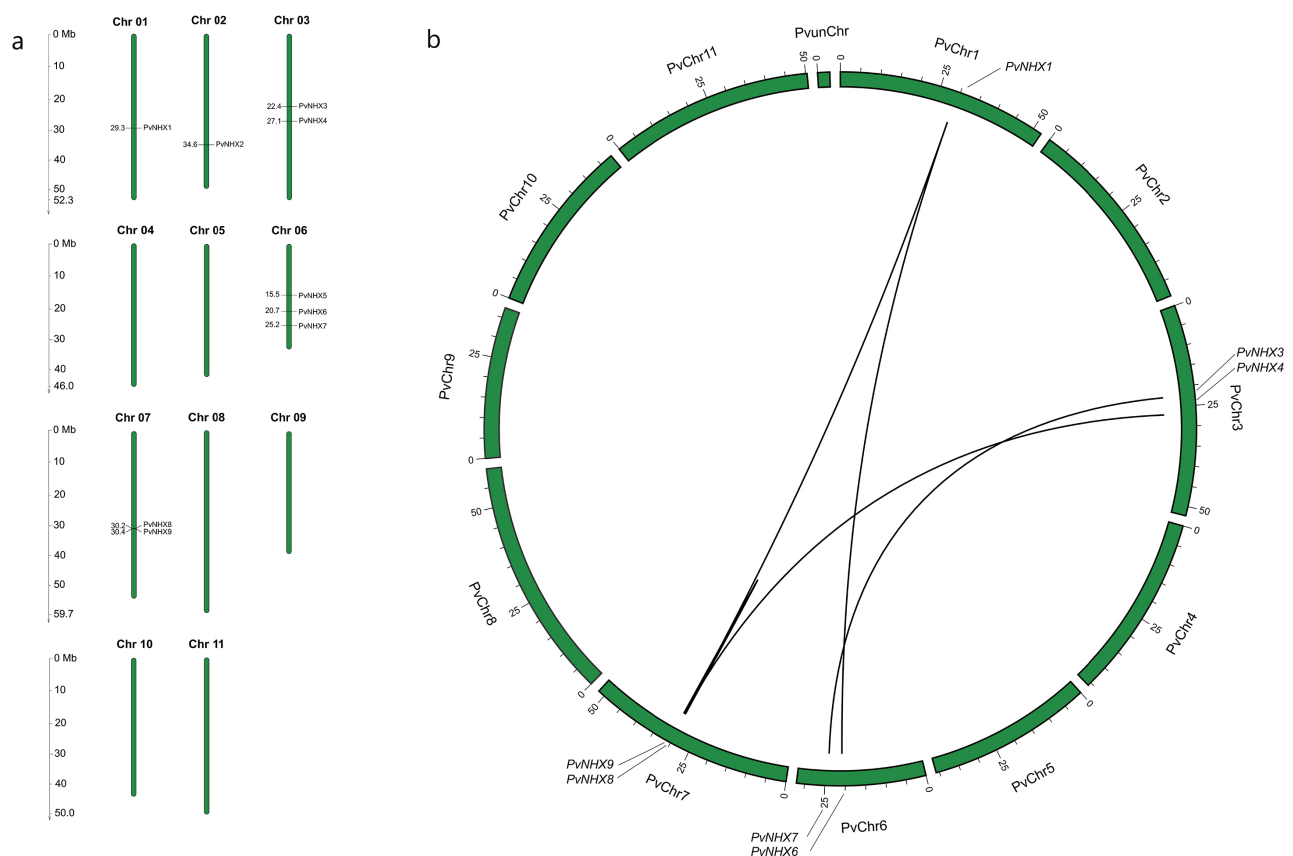 a
Chr 01 Chr 02 Chr 03
0 Mb
10
20
30
40
50
52.3
29.3 PvNHX1
34.6 PvNHX2
22.4 PvNHX3
27.1 PvNHX4
Chr 04 Chr 05 Chr 06
0 Mb
10
20
30
40
46.0
15.5 PvNHX5
20.7 PvNHX6
25.2 PvNHX7
Chr 07 Chr 08 Chr 09
0 Mb
10
20
30
40
50
59.7
30.2 PvNHX8
30.4 PvNHX9
Chr 10 Chr 11
0 Mb
10
20
30
40
50.0
b
PvunChr
0
PvChr1
0
25
50
PvNHX1
PvChr2
0
25
PvChr3
0
25
50
PvNHX3
PvNHX4
PvChr4
0
25
PvChr5
0
25
PvChr6
0
25
PvNHX7
PvNHX6
PvChr7
0
25
50
PvNHX9
PvNHX8
PvChr8
0
25
50
PvChr9
0
25
PvChr10
0
25
PvChr11
0
25
50